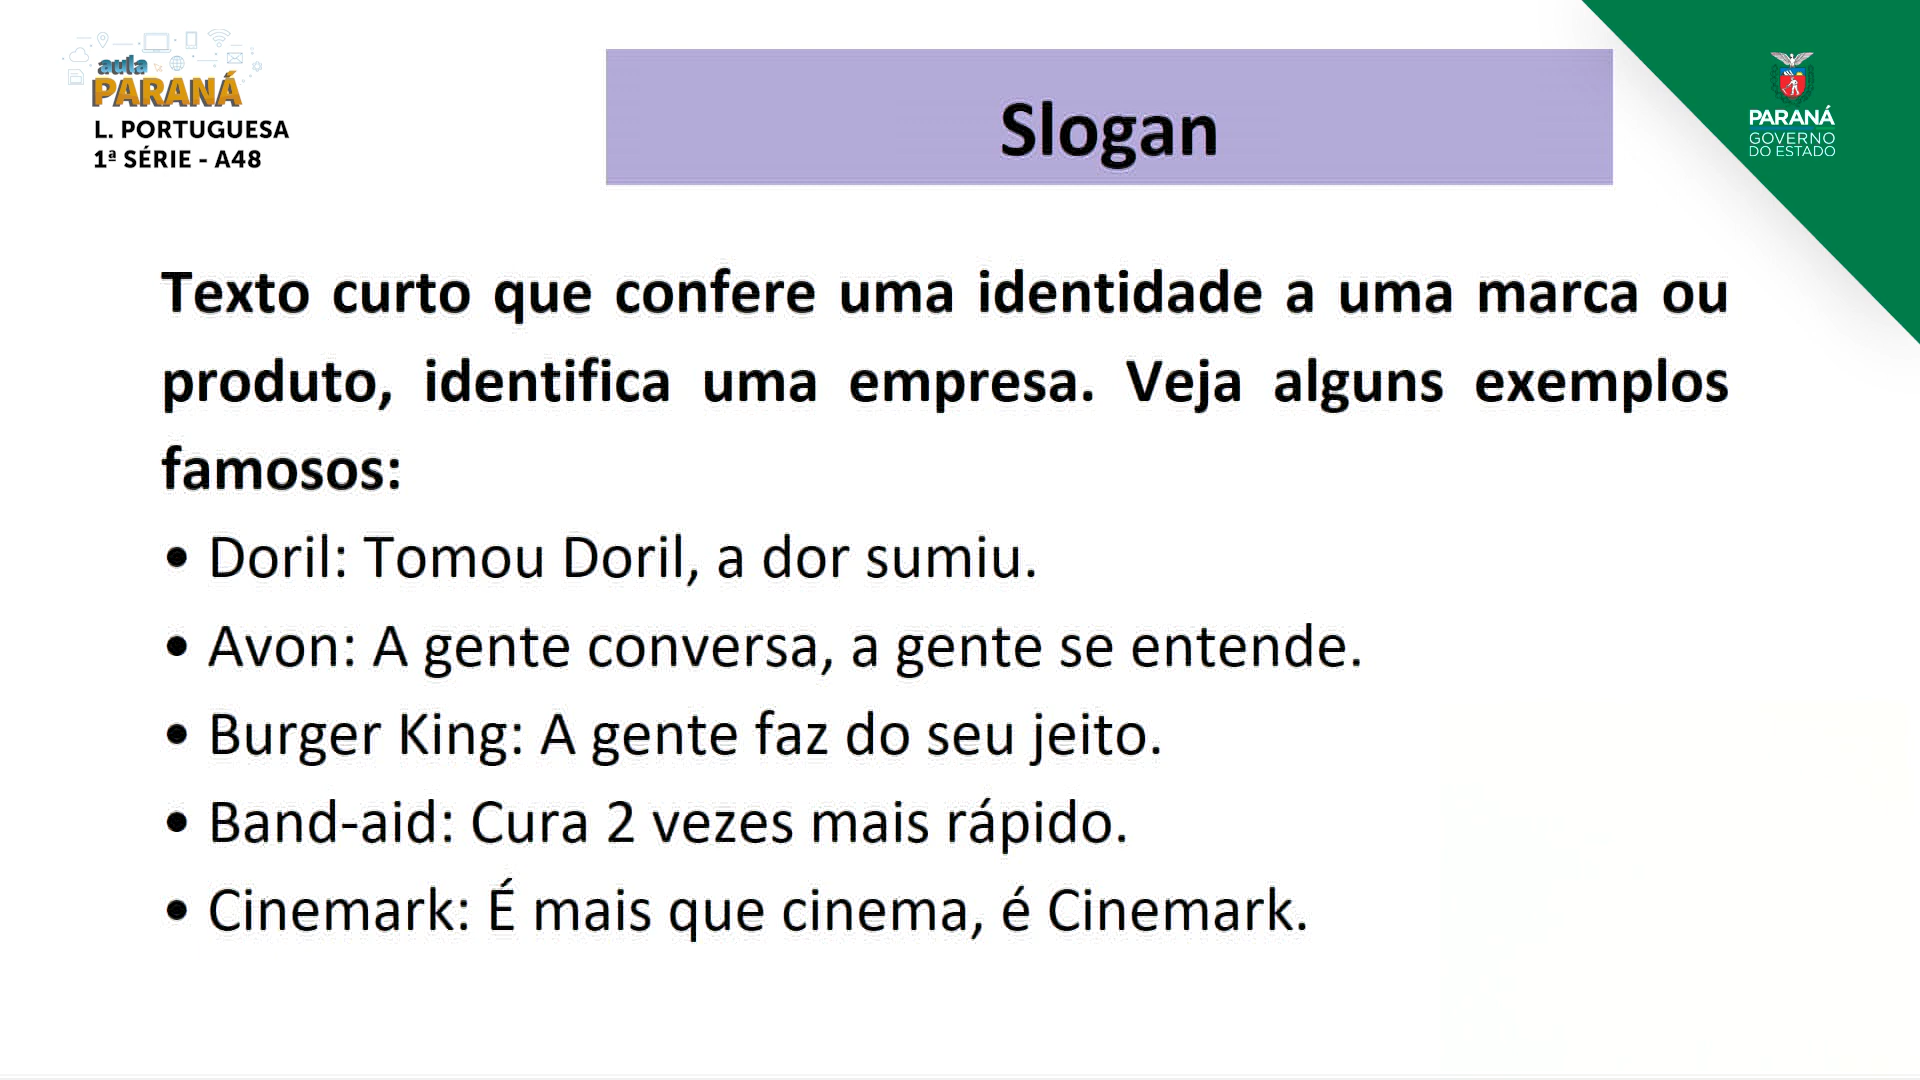 aula
PARANÁ
L. PORTUGUESA
1ª SÉRIE - A48
Slogan
PARANÁ
GOVERNO
DO ESTADO
Texto curto que confere uma identidade a uma marca ou
produto, identifica uma empresa. Veja alguns exemplos
famosos:
• Doril: Tomou Doril, a dor sumiu.
• Avon: A gente conversa, a gente se entende.
• Burger King: A gente faz do seu jeito.
• Band-aid: Cura 2 vezes mais rápido.
• Cinemark: É mais que cinema, é Cinemark.